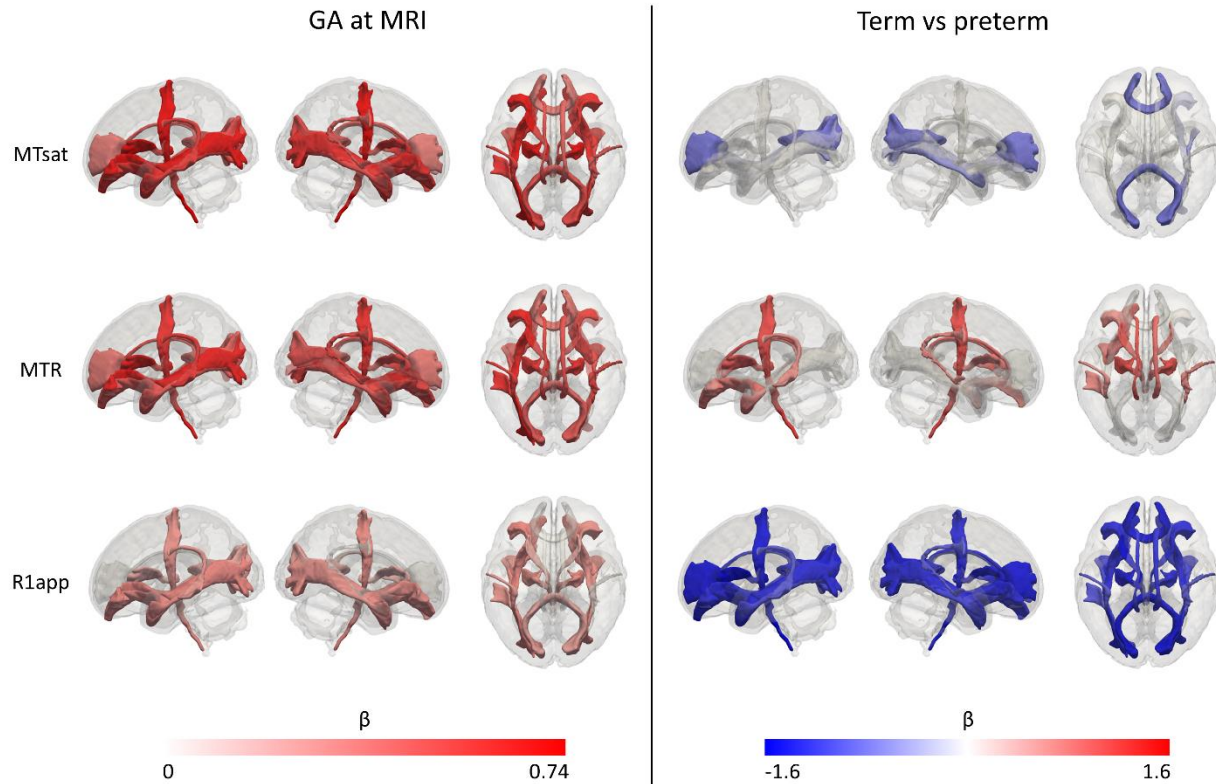 GA at MRI
Term vs preterm
MTsat
MTR
R1app
β
0
0.74
β
-1.6
1.6